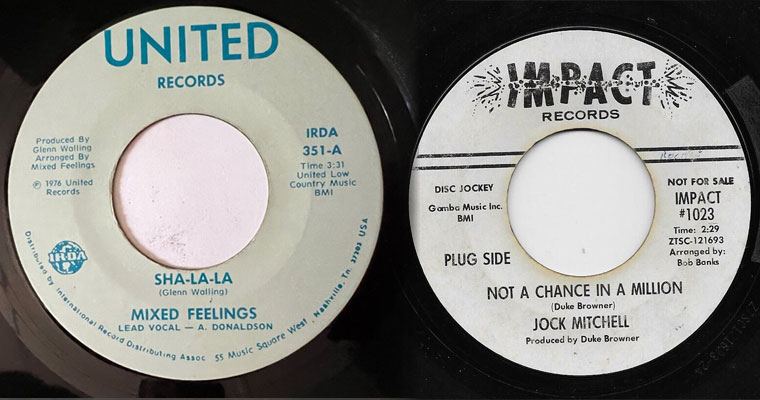 UNITED
RECORDS
Produced By
Glenn Walling
Arranged By
Mixed Feelings
℗ 1976 United
Records
IRDA
351-A
Time 3:31
United Low
Country Music
BMI
IRDA
SHA-LA-LA
(Glenn Walling)
MIXED FEELINGS
LEAD VOCAL — A. DONALDSON
Distributed by International Record Distributing Assoc 55 Music Square West Nashville, Tn 37203 USA
IMPACT
RECORDS
DISC JOCKEY
Gomba Music Inc.
BMI
PLUG SIDE
NOT FOR SALE
IMPACT
#1023
Time: 2:29
ZTSC-121693
Arranged by:
Bob Banks
NOT A CHANCE IN A MILLION
(Duke Browner)
JOCK MITCHELL
Produced by Duke Browner